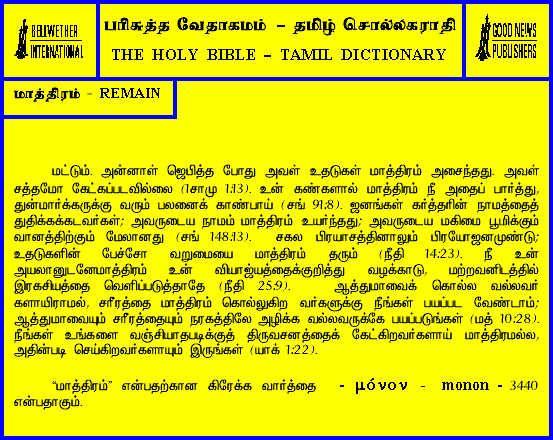 BELLWETHER
INTERNATIONAL
பரிசுத்த வேதாகமம் – தமிழ் சொல்லகராதி
THE HOLY BIBLE – TAMIL DICTIONARY
GOOD NEWS
PUBLISHERS
மாத்திரம் - REMAIN
மட்டும். அன்னாள் ஜெபித்த போது அவள் உதடுகள் மாத்திரம் அசைந்தது. அவள்
சத்தமோ கேட்கப்படவில்லை (1சாமு 1:13). உன் கண்களால் மாத்திரம் நீ அதைப் பார்த்து,
துன்மார்க்கருக்கு வரும் பலனைக் காண்பாய் (சங் 91:8). ஜனங்கள் கர்த்தரின் நாமத்தைத்
துதிக்கக்கடவர்கள்; அவருடைய நாமம் மாத்திரம் உயர்ந்தது; அவருடைய மகிமை பூமிக்கும்
வானத்திற்கும் மேலானது (சங் 148:13). சகல பிரயாசத்தினாலும் பிரயோஜனமுண்டு;
உதடுகளின் பேச்சோ வறுமையை மாத்திரம் தரும் (நீதி 14:23). நீ உன்
அயலானுடனேமாத்திரம் உன் வியாஜ்யத்தைக்குறித்து வழக்காடு, மற்றவனிடத்தில்
இரகசியத்தை வெளிப்படுத்தாதே (நீதி 25:9). ஆத்துமாவைக் கொல்ல வல்லவர்
களாயிராமல், சரீரத்தை மாத்திரம் கொல்லுகிற வர்களுக்கு நீங்கள் பயப்பட வேண்டாம்;
ஆத்துமாவையும் சரீரத்தையும் நரகத்திலே அழிக்க வல்லவருக்கே பயப்படுங்கள் (மத் 10:28).
நீங்கள் உங்களை வஞ்சியாதபடிக்குத் திருவசனத்தைக் கேட்கிறவர்களாய் மாத்திரமல்ல,
அதின்படி செய்கிறவர்களாயும் இருங்கள் (யாக் 1:22).
“மாத்திரம்” என்பதற்கான கிரேக்க வார்த்தை - μόνον - monon - 3440
என்பதாகும்.